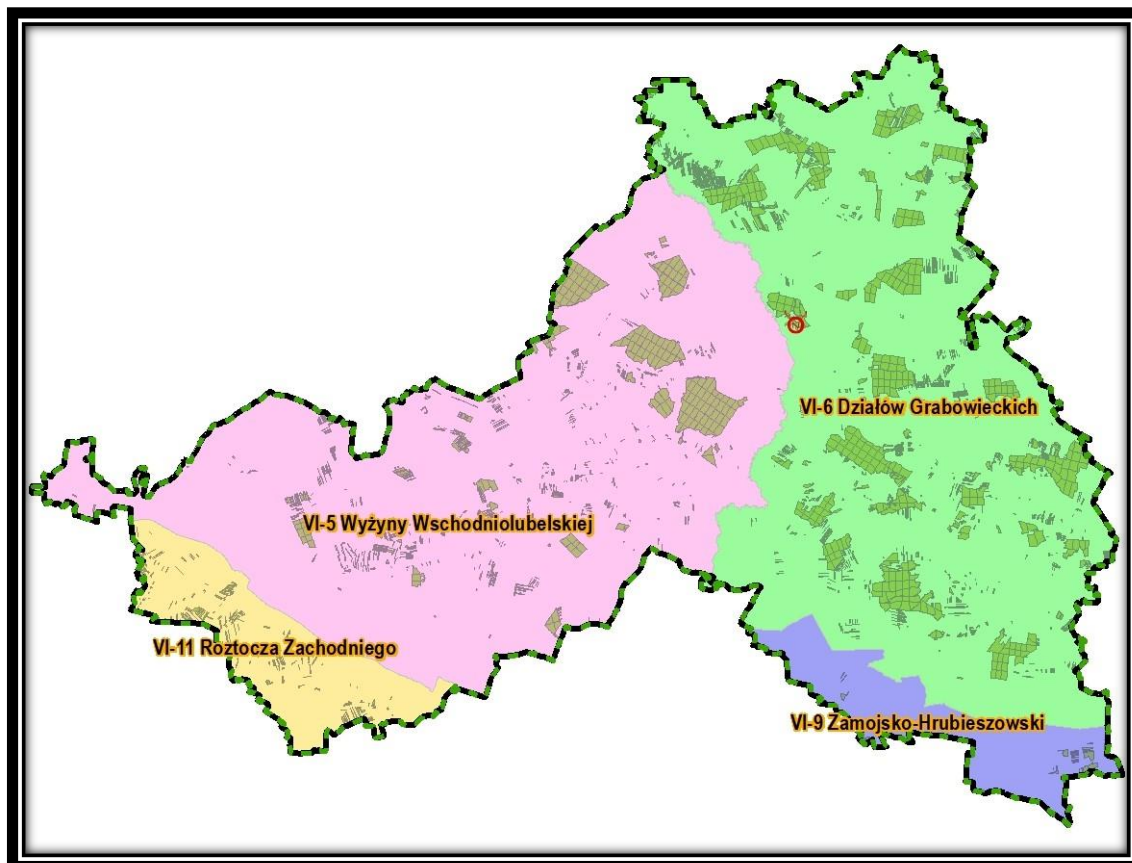 VI-6 Działów Grabowieckich
VI-5 Wyżyny Wschodniolubelskiej
VI-11 Roztocza Zachodniego
VI-9 Zamojsko-Hrubieszowski